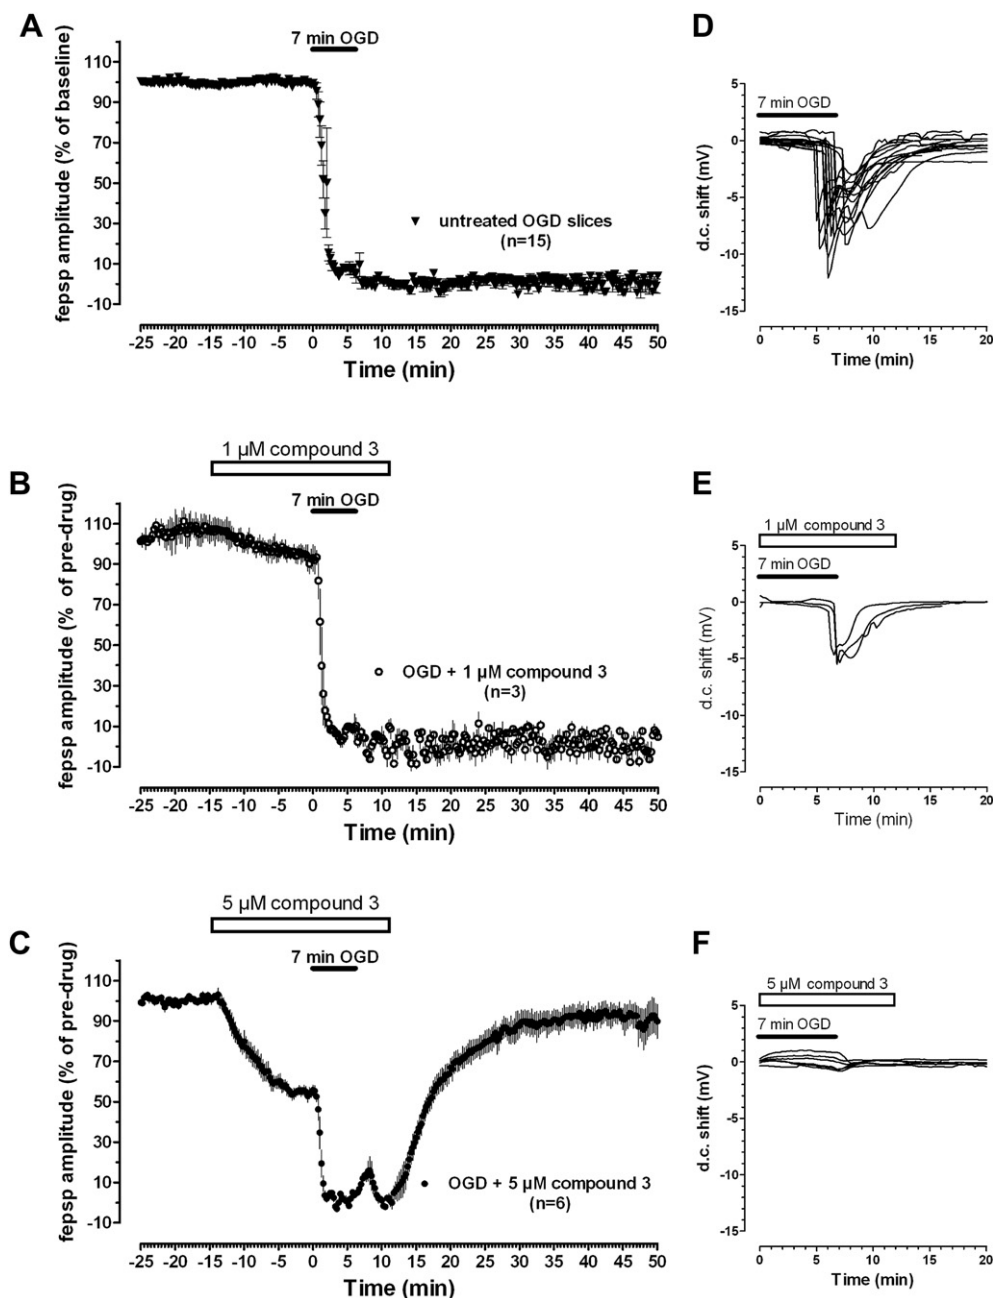 A
7 min OGD
fepsp amplitude (% of baseline)
110
90
70
50
30
10
-10
untreated OGD slices
(n=15)
-25 -20 -15 -10 -5 0 5 10 15 20 25 30 35 40 45 50
Time (min)
D
7 min OGD
d.c. shift (mV)
5
0
-5
-10
-15
0 5 10 15 20
Time (min)
1 µM compound 3
B
7 min OGD
fepsp amplitude (% of pre-drug)
110
90
70
50
30
10
-10
OGD + 1 µM compound 3
(n=3)
-25 -20 -15 -10 -5 0 5 10 15 20 25 30 35 40 45 50
Time (min)
E
1 µM compound 3
7 min OGD
d.c. shift (mV)
5
0
-5
-10
-15
0 5 10 15 20
Time (min)
5 µM compound 3
C
7 min OGD
fepsp amplitude (% of pre-drug)
110
90
70
50
30
10
-10
OGD + 5 µM compound 3
(n=6)
-25 -20 -15 -10 -5 0 5 10 15 20 25 30 35 40 45 50
Time (min)
F
5 µM compound 3
7 min OGD
d.c. shift (mV)
5
0
-5
-10
-15
0 5 10 15 20
Time (min)